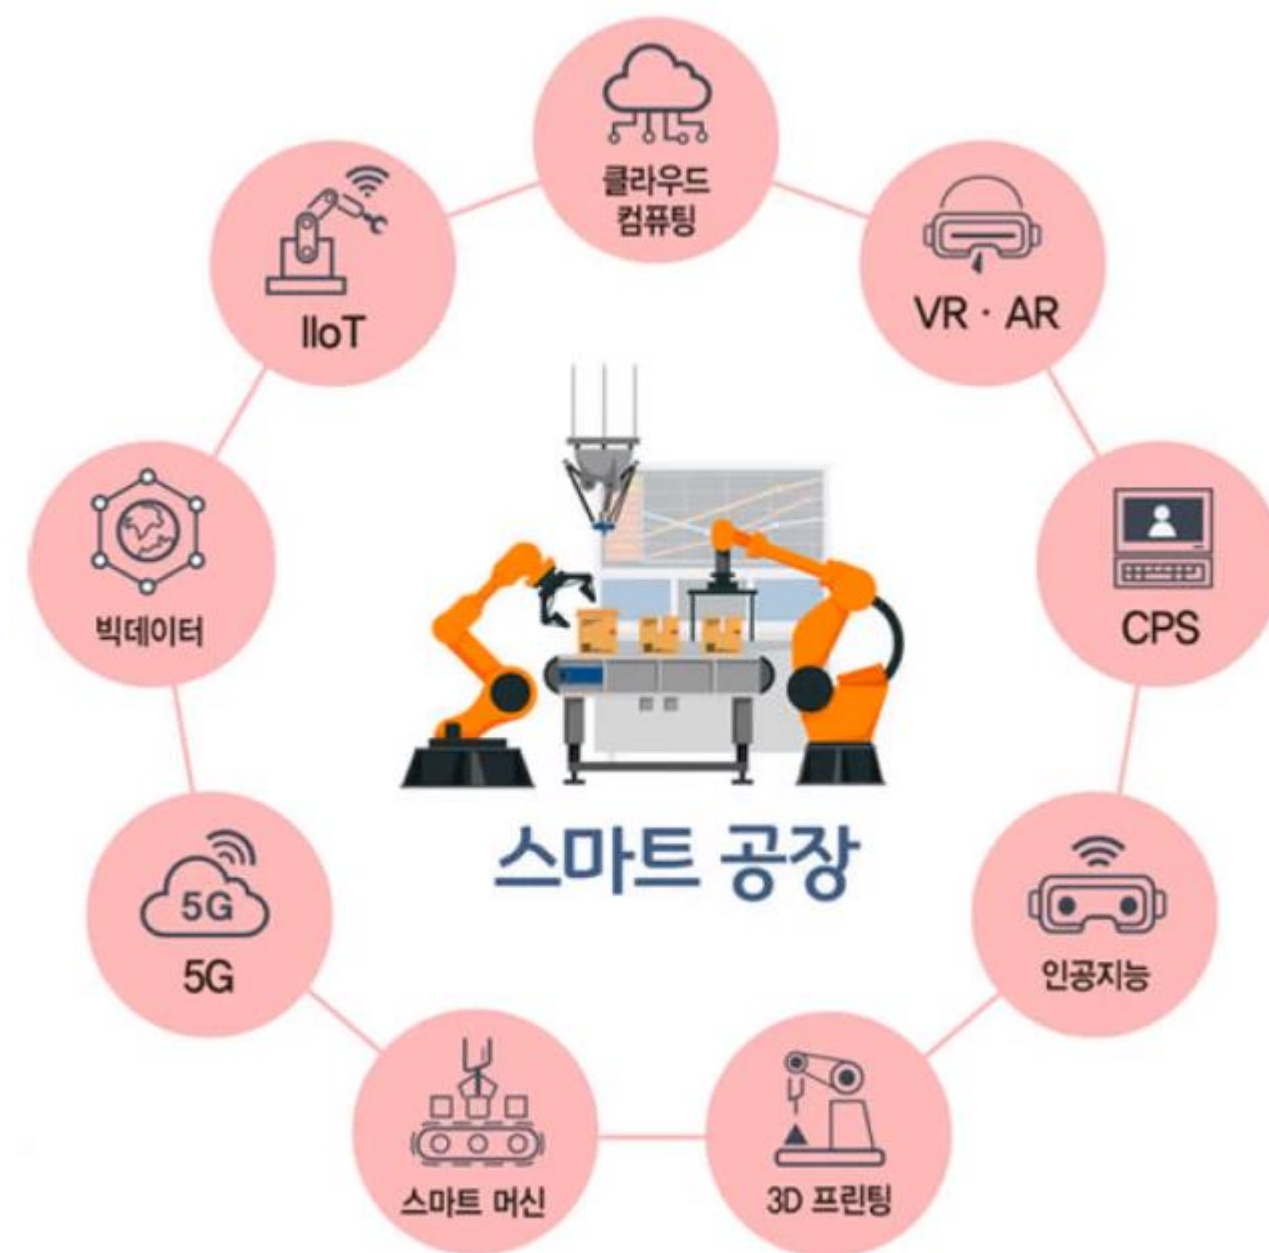 클라우드
컴퓨팅
IIoT
VR · AR
빅데이터
CPS
스마트 공장
5G
5G
인공지능
스마트 머신
3D 프린팅